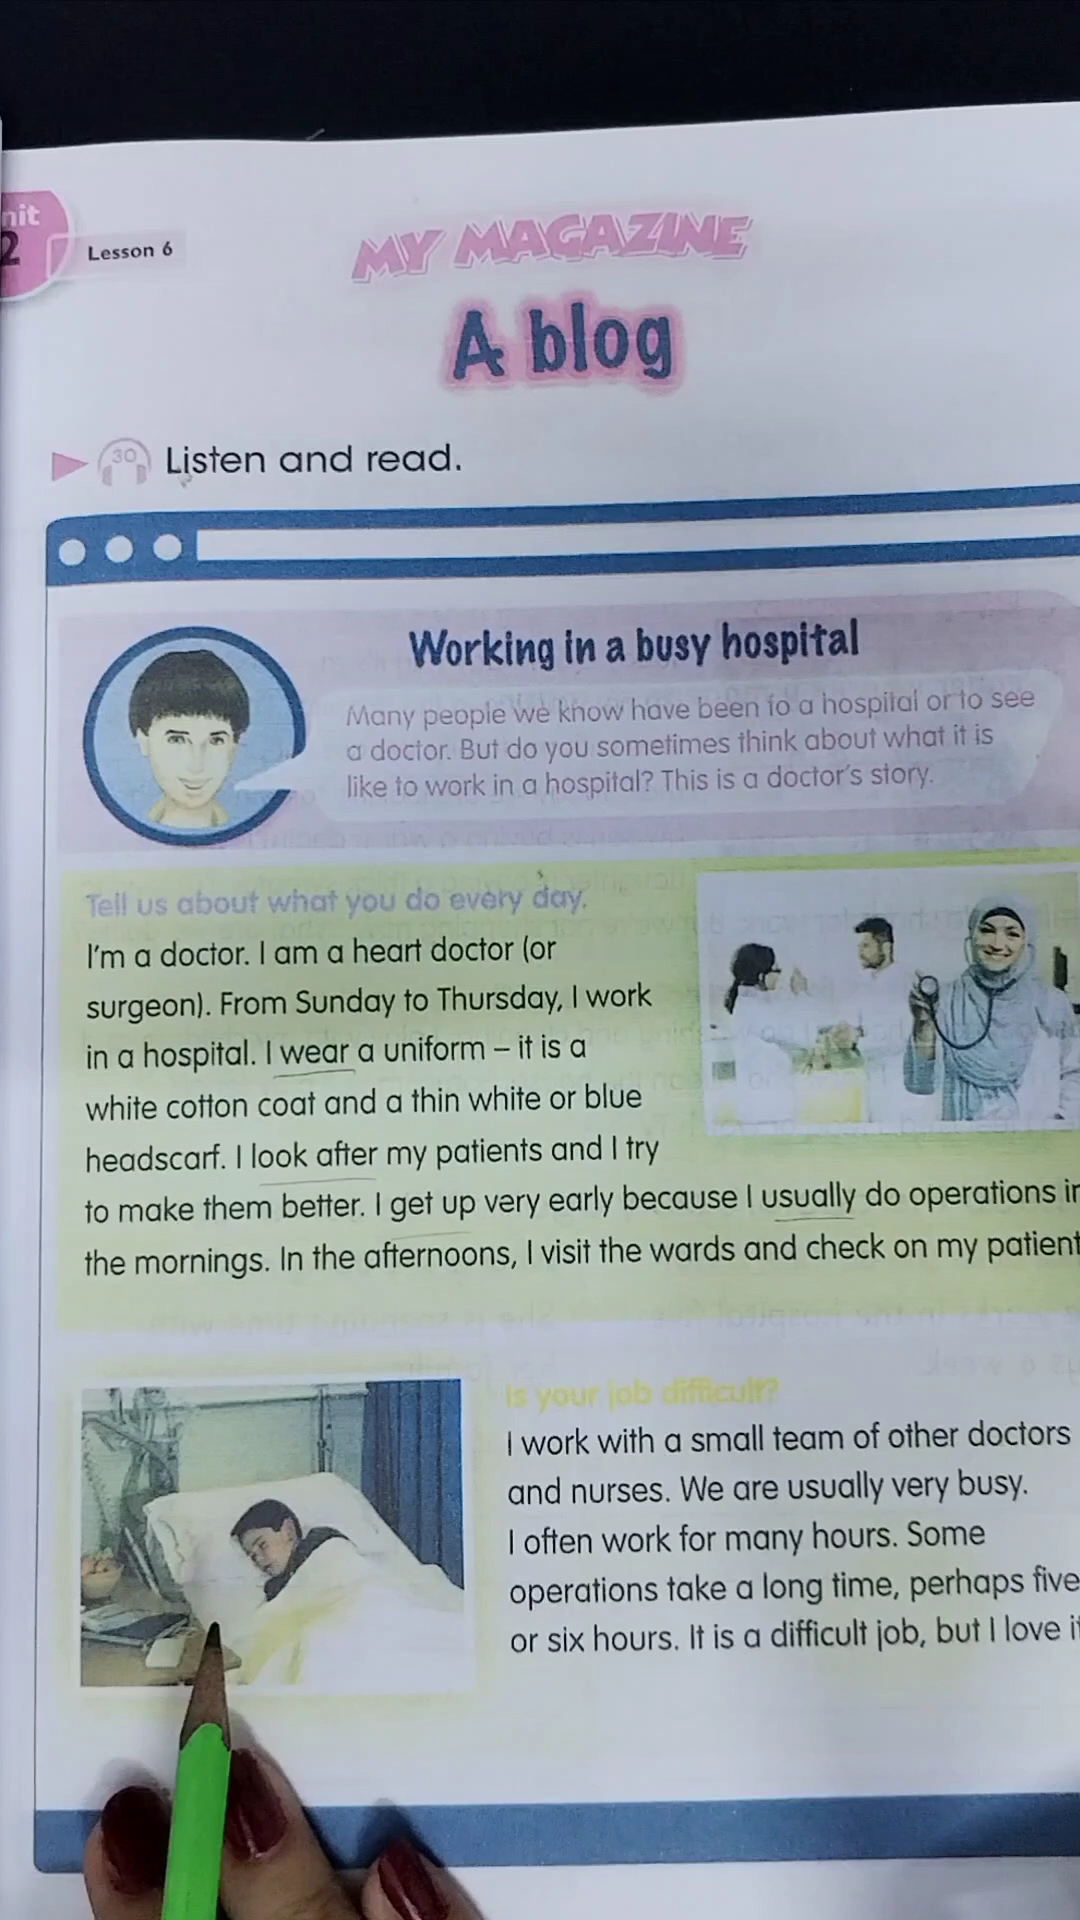 nit
2
Lesson 6
MY MAGAZINE
A blog
30
Listen and read.
Working in a busy hospital
Many people we know have been to a hospital or to see
a doctor. But do you sometimes think about what it is
like to work in a hospital? This is a doctor's story.
Tell us about what you do every day.
I'm a doctor. I am a heart doctor (or
surgeon). From Sunday to Thursday, I work
in a hospital. I wear a uniform – it is a
white cotton coat and a thin white or blue
headscarf. I look after my patients and I try
to make them better. I get up very early because I usually do operations in
the mornings. In the afternoons, I visit the wards and check on my patient
Is your job difficult?
I work with a small team of other doctors
and nurses. We are usually very busy.
I often work for many hours. Some
operations take a long time, perhaps five
or six hours. It is a difficult job, but I love it